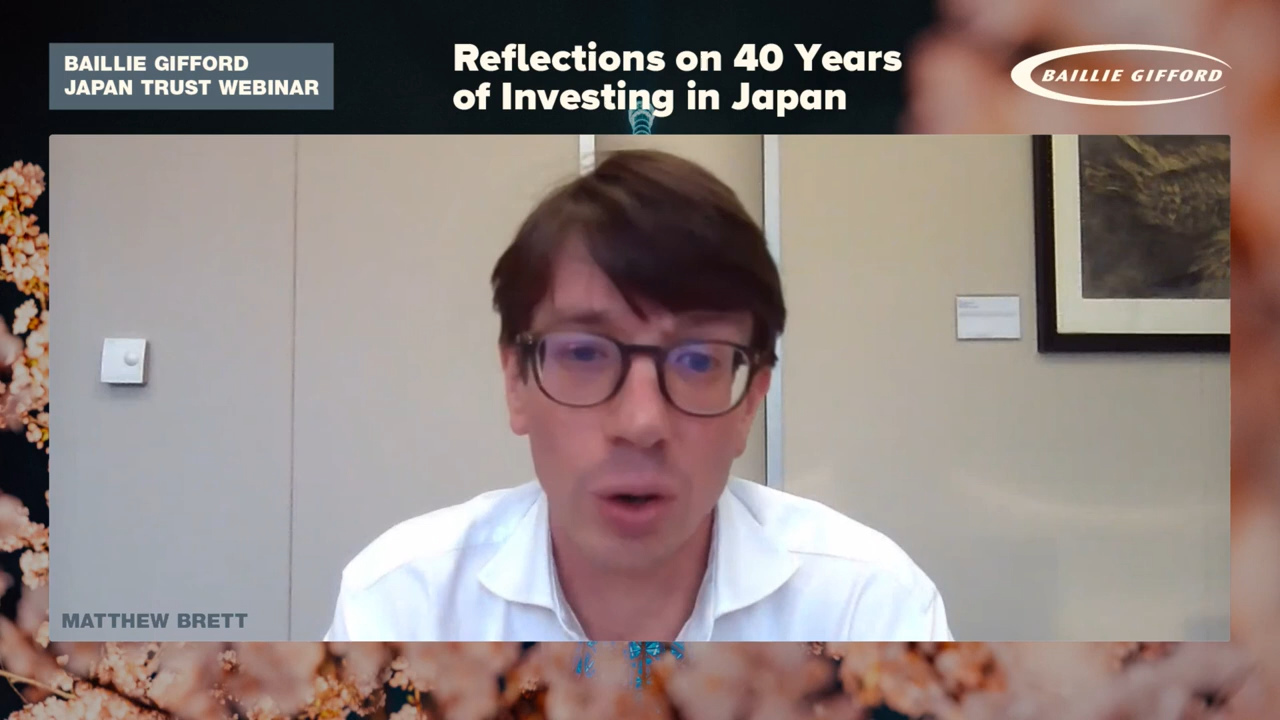 BAILLIE GIFFORD
JAPAN TRUST WEBINAR
Reflections on 40 Years
of Investing in Japan
BAILLIE GIFFORD
MATTHEW BRETT